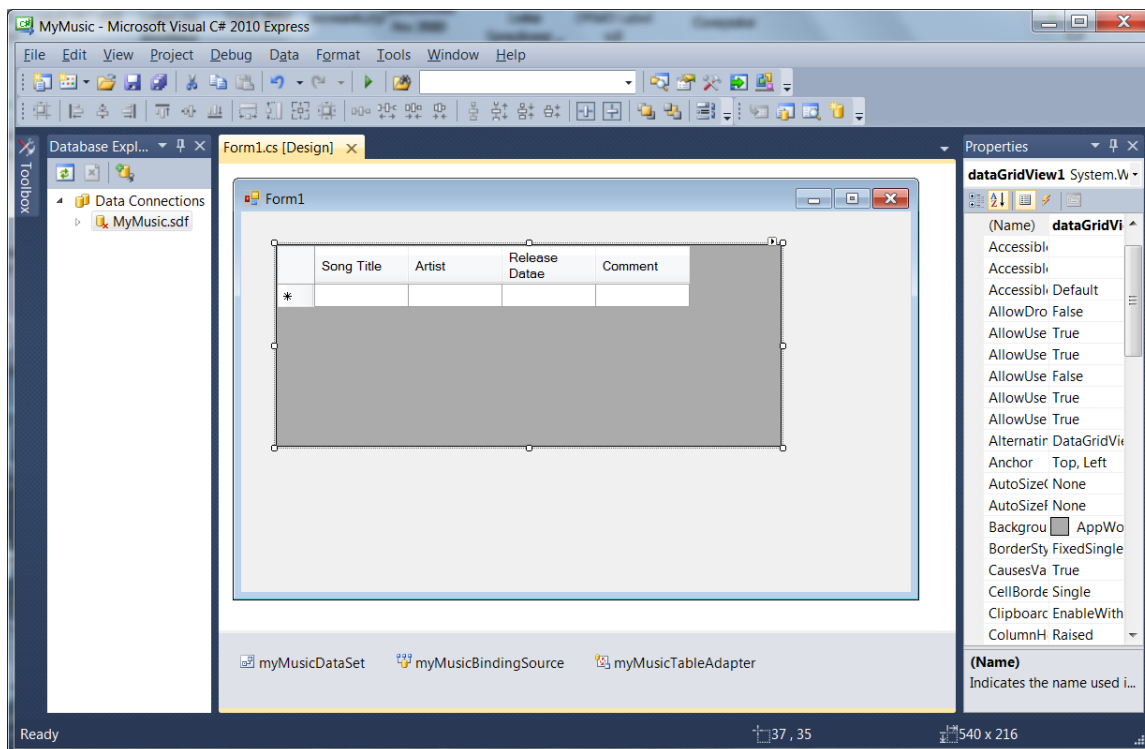 MyMusic - Microsoft Visual C# 2010 Express
File Edit View Project Debug Data Format Tools Window Help
Toolbox
Database Expl...
Data Connections
MyMusic.sdf
Form1.cs [Design]
Form1
Song Title Artist Release Datae Comment
myMusicDataSet myMusicBindingSource myMusicTableAdapter
Properties
dataGridView1 System.W
(Name) dataGridVi
Accessibl
Accessibl
Accessibl Default
AllowDro False
AllowUse True
AllowUse True
AllowUse False
AllowUse True
AllowUse True
Alternatin DataGridVie
Anchor Top, Left
AutoSizeC None
AutoSizeR None
Backgrou AppWo
BorderSty FixedSingle
CausesVa True
CellBorde Single
Clipboarc EnableWith
ColumnH Raised
(Name)
Indicates the name used i...
Ready 37 , 35 540 x 216